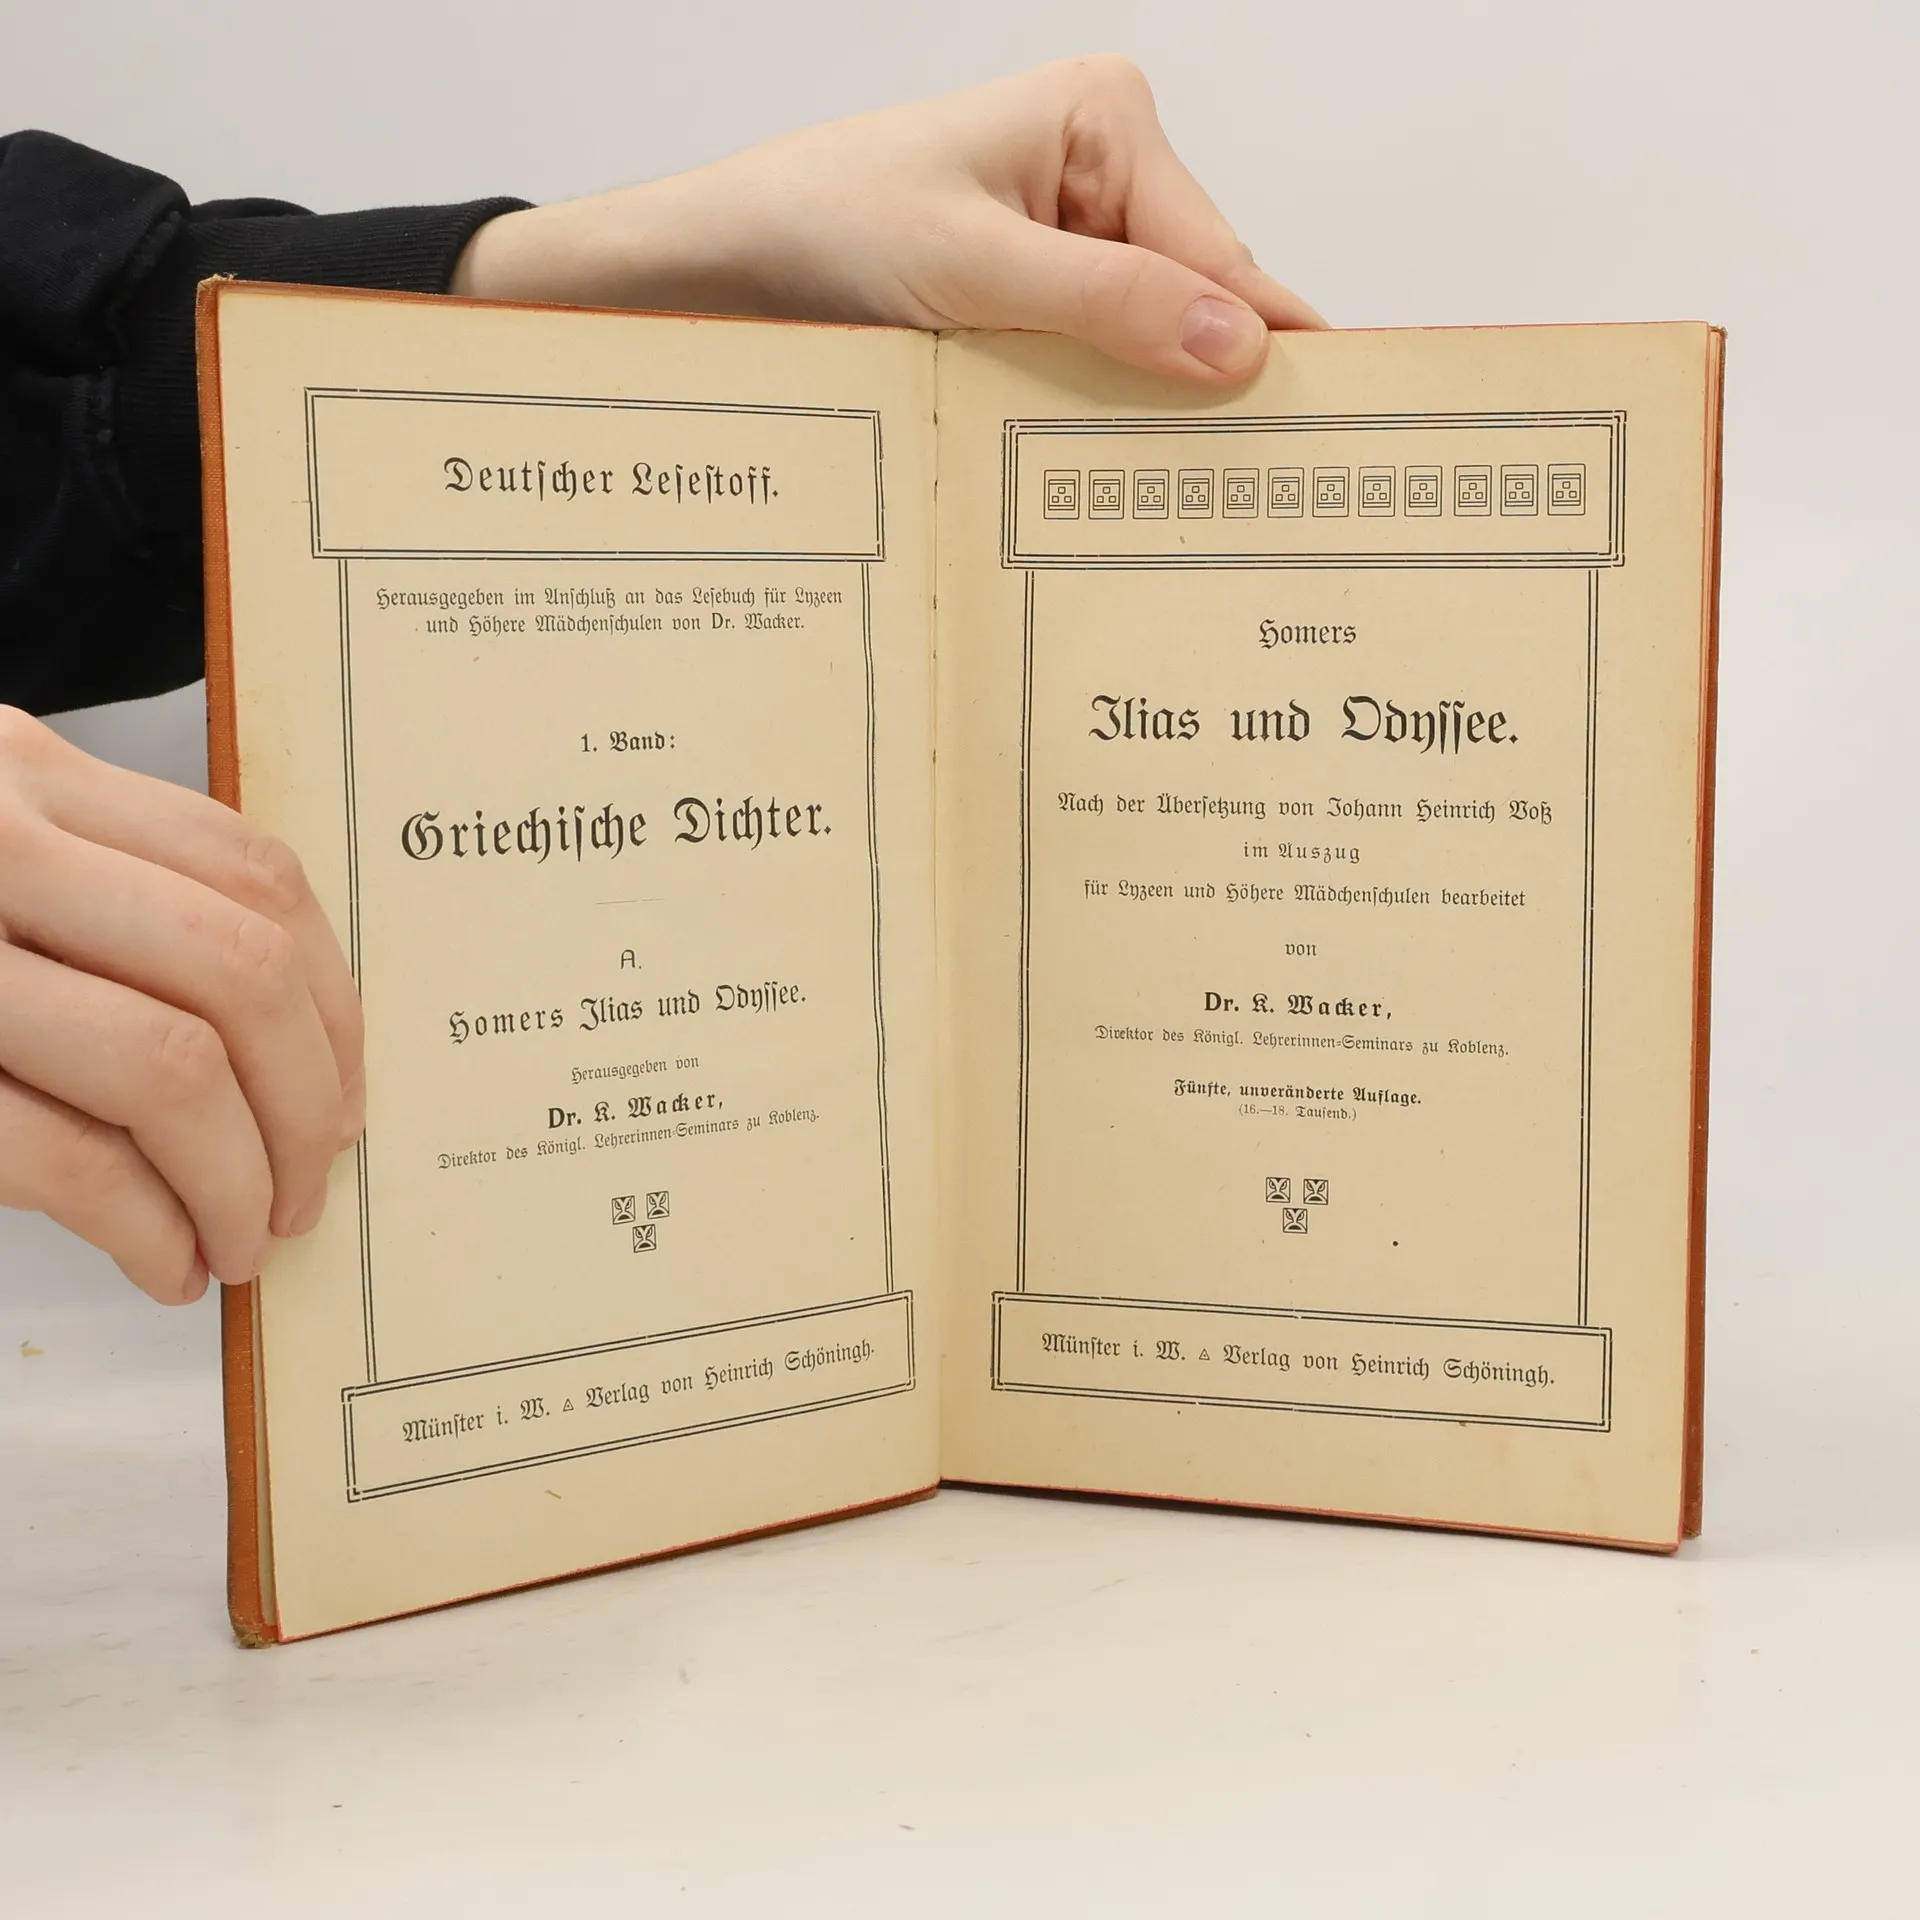 Deutſcher Leſeſtoff.
Herausgegeben im Anſchluß an das Leſebuch für Lyzeen
und Höhere Mädchenſchulen von Dr. Wacker.
1. Band:
Griechiſche Dichter.
A.
Homers Ilias und Odyſſee.
Herausgegeben von
Dr. K. Wacker,
Direktor des Königl. Lehrerinnen-Seminars zu Koblenz.
Münſter i. W. △ Verlag von Heinrich Schöningh.
Homers
Ilias und Odyſſee.
Nach der Überſetzung von Johann Heinrich Voß
im Auszug
für Lyzeen und Höhere Mädchenſchulen bearbeitet
von
Dr. K. Wacker,
Direktor des Königl. Lehrerinnen-Seminars zu Koblenz.
Fünfte, unveränderte Auflage.
(16.—18. Tauſend.)
Münſter i. W. △ Verlag von Heinrich Schöningh.